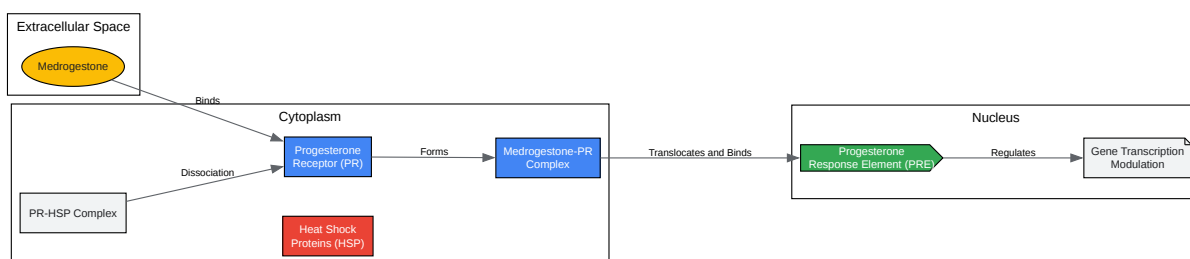 Extracellular Space
Medrogestone
Binds
Cytoplasm
Progesterone
Receptor (PR)
Forms
Medrogestone-PR
Complex
Dissociation
PR-HSP Complex
Heat Shock
Proteins (HSP)
Translocates and Binds
Nucleus
Progesterone
Response Element (PRE)
Regulates
Gene Transcription
Modulation